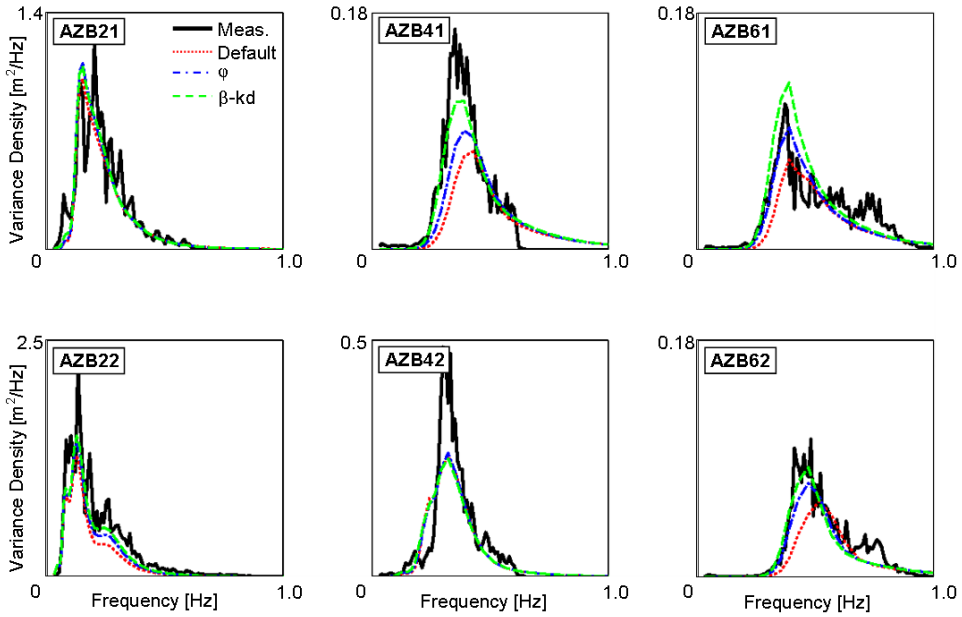 1.4
AZB21
Meas.
Default
φ
β-kd
Variance Density [m²/Hz]
0
1.0
0.18
AZB41
0
1.0
0.18
AZB61
0
1.0
2.5
AZB22
Variance Density [m²/Hz]
0
Frequency [Hz]
1.0
0.5
AZB42
0
Frequency [Hz]
1.0
0.18
AZB62
0
Frequency [Hz]
1.0